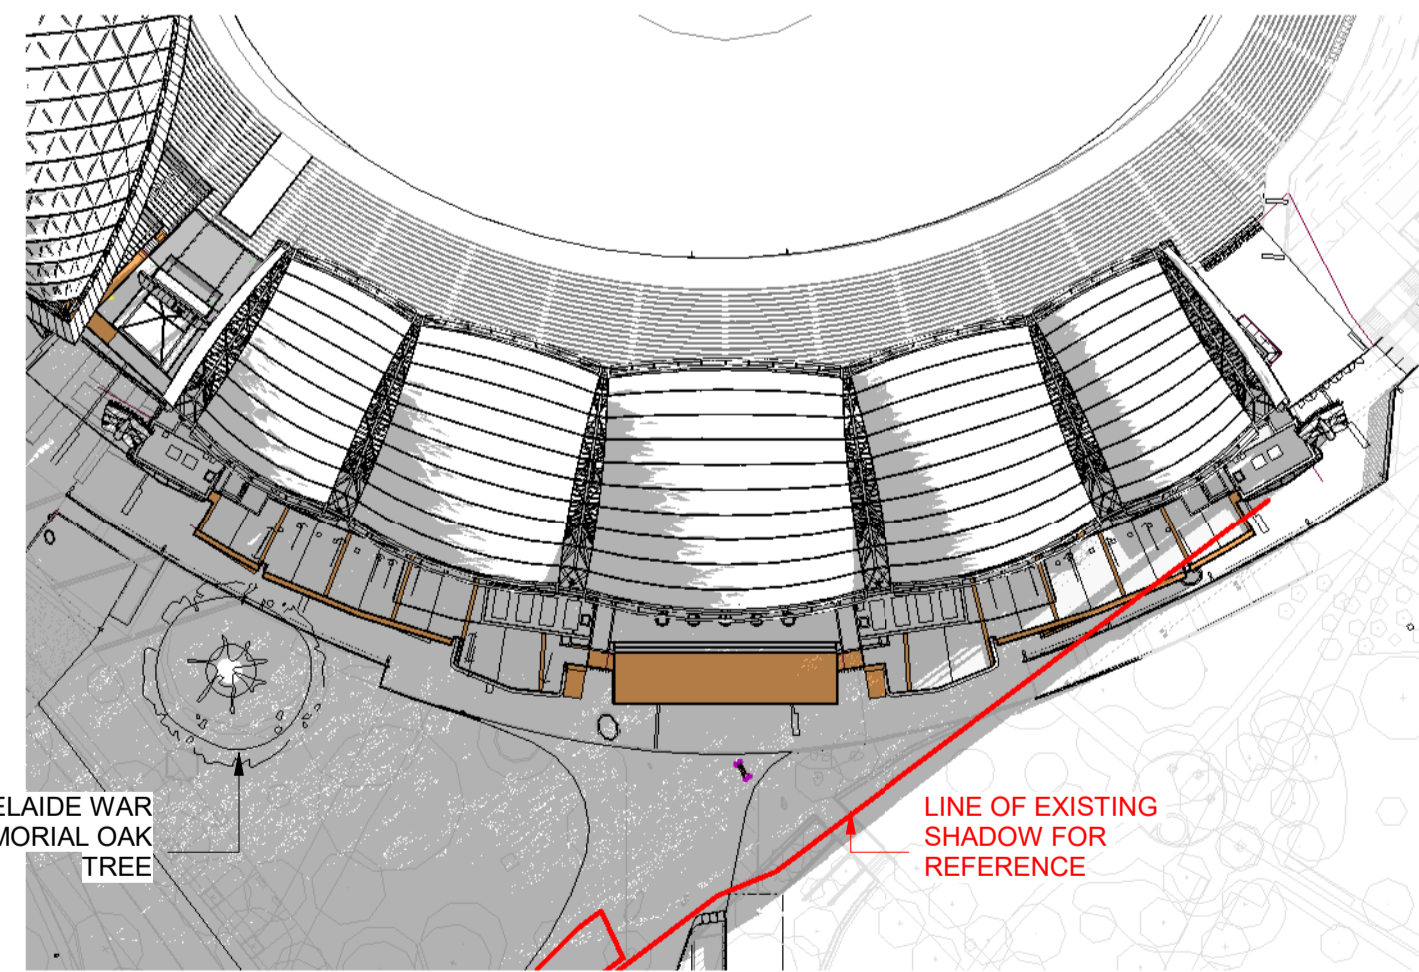 ELAIDE WAR
MORIAL OAK
TREE
LINE OF EXISTING
SHADOW FOR
REFERENCE